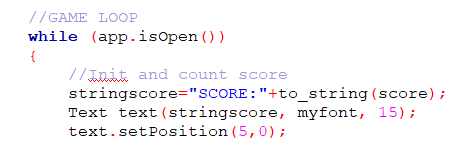 //GAME LOOP
while (app.isOpen())
{
//Init and count score
stringscore="SCORE:"+to_string(score);
Text text(stringscore, myfont, 15);
text.setPosition(5,0);